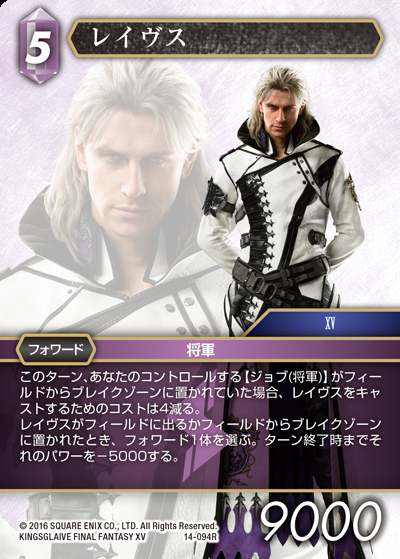 5
レイヴス
XV
フォワード
将軍
このターン、あなたのコントロールする【ジョブ(将軍)】がフィ
ールドからブレイクゾーンに置かれていた場合、レイヴスをキャ
ストするためのコストは4減る。
レイヴスがフィールドに出るかフィールドからブレイクゾーン
に置かれたとき、フォワード1体を選ぶ。ターン終了時までそ
れのパワーを−5000する。
© 2016 SQUARE ENIX CO., LTD. All Rights Reserved.
KINGSGLAIVE FINAL FANTASY XV
14-094R
9000